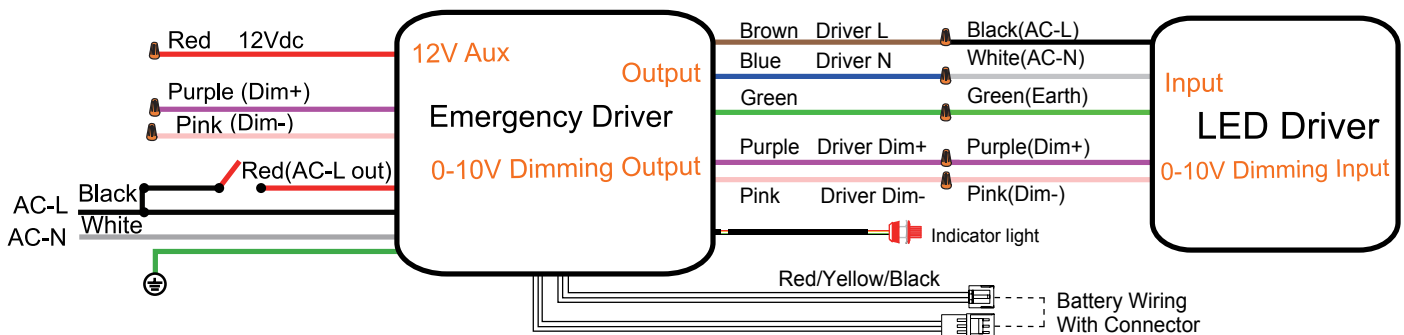 Red 12Vdc
Purple (Dim+)
Pink (Dim-)
Red(AC-L out)
Black
AC-L
White
AC-N
12V Aux
Output
Emergency Driver
0-10V Dimming Output
Brown Driver L Black(AC-L)
Blue Driver N White(AC-N)
Green Green(Earth)
Purple Driver Dim+ Purple(Dim+)
Pink Driver Dim- Pink(Dim-)
Indicator light
Input
LED Driver
0-10V Dimming Input
Red/Yellow/Black
Battery Wiring
With Connector